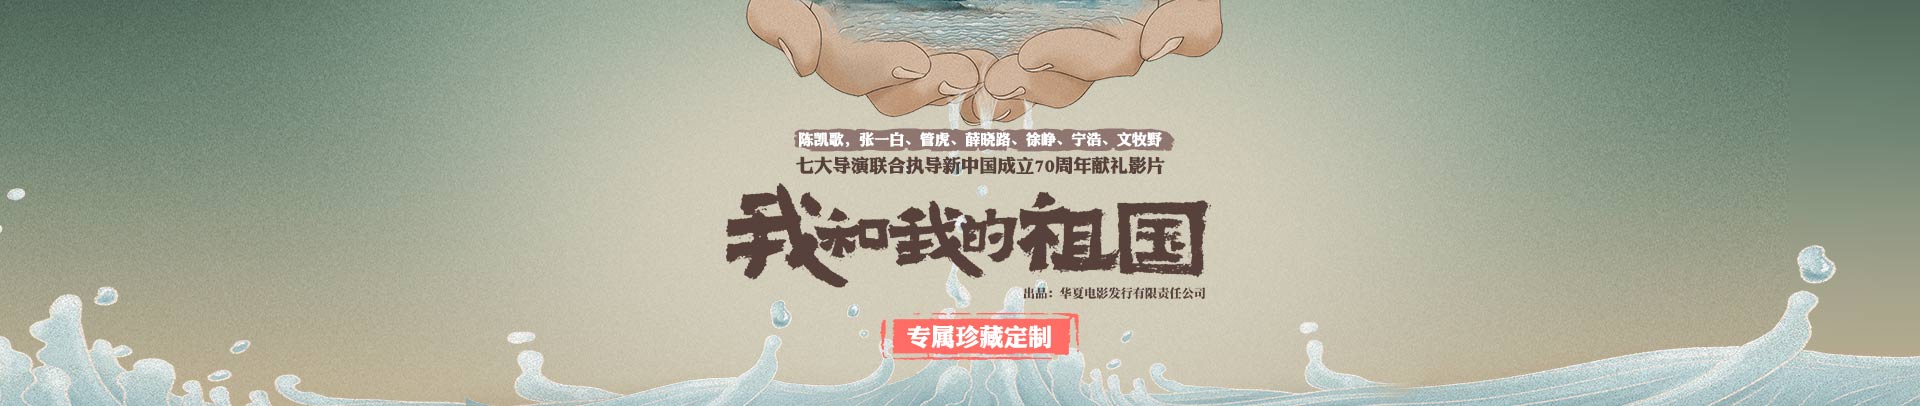 陈凯歌，张一白、管虎、薛晓路、徐峥、宁浩、文牧野
七大导演联合执导新中国成立70周年献礼影片
我和我的祖国
出品：华夏电影发行有限责任公司
专属珍藏定制